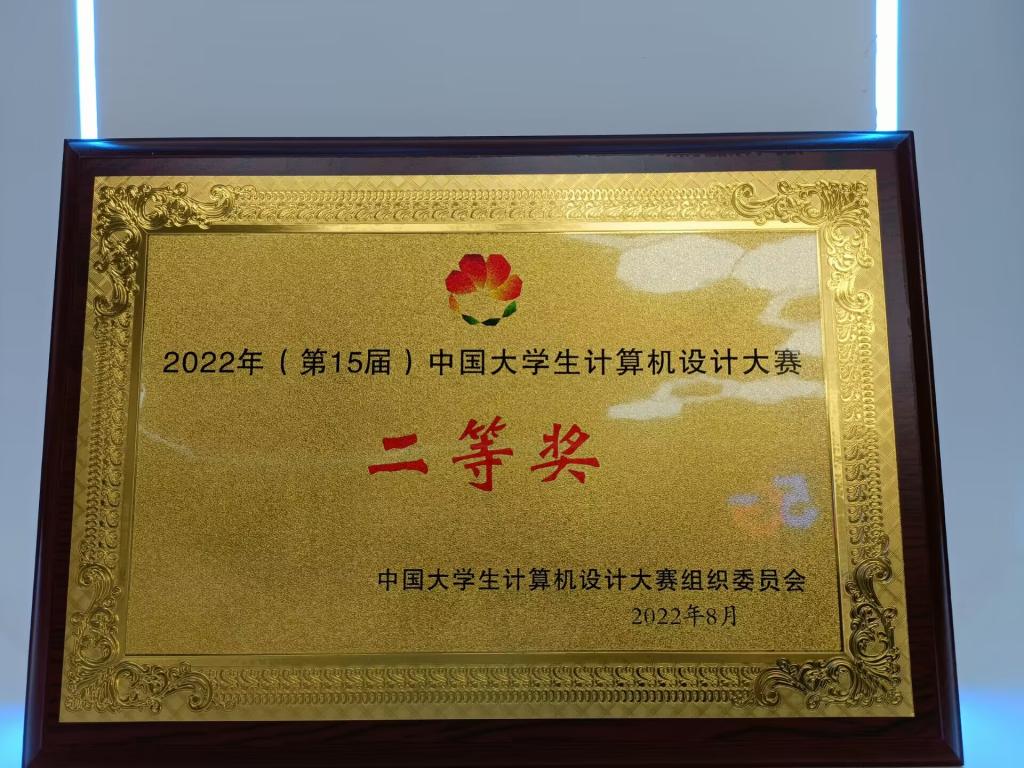 2022年（第15届）中国大学生计算机设计大赛
二等奖
中国大学生计算机设计大赛组织委员会
2022年8月